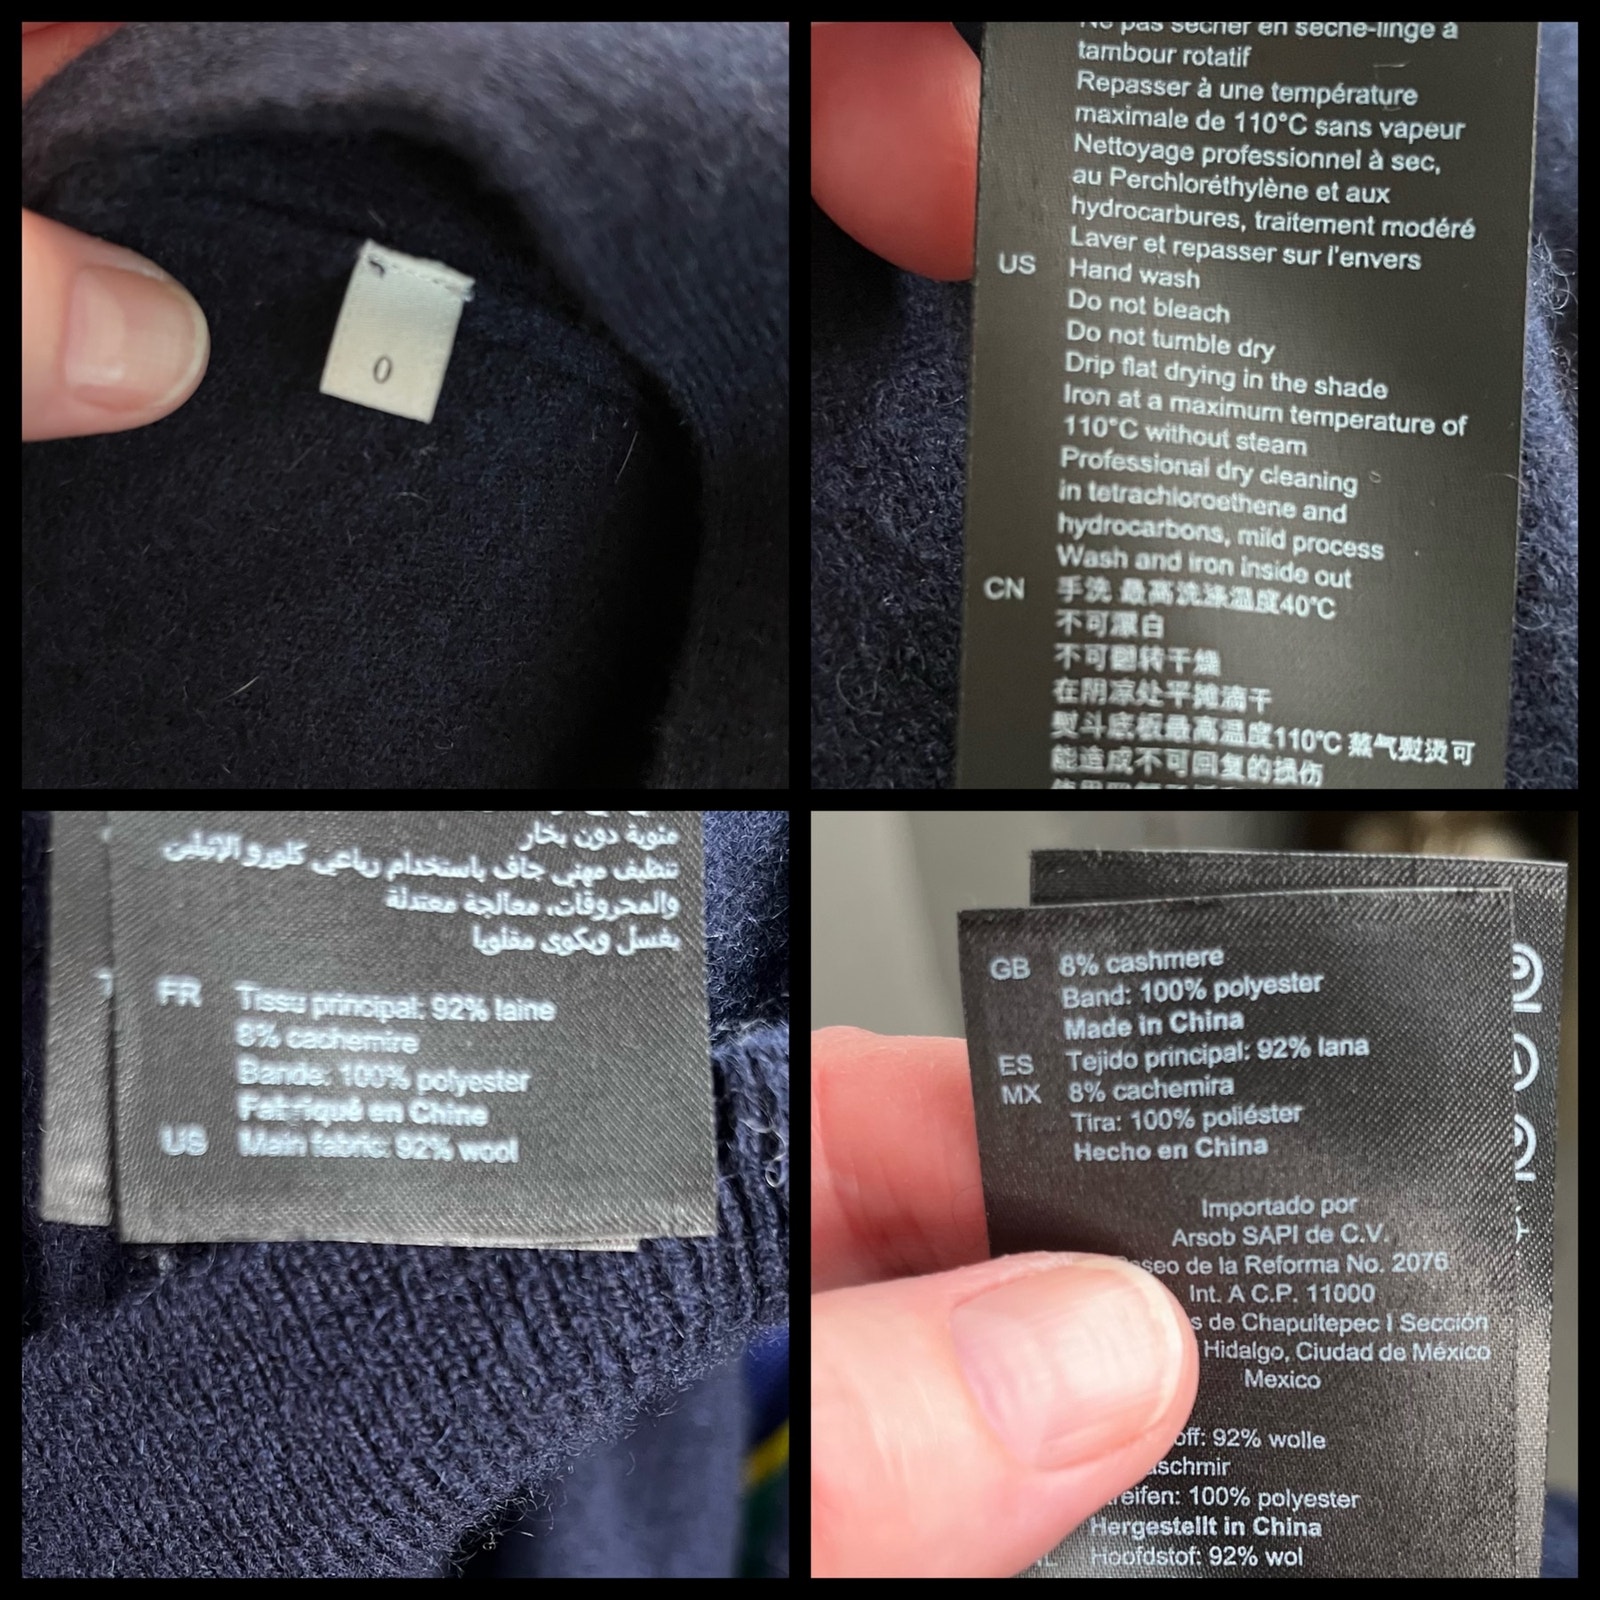 0
Ne pas sécher en sèche-linge à
tambour rotatif
Repasser à une température
maximale de 110°C sans vapeur
Nettoyage professionnel à sec,
au Perchloréthylène et aux
hydrocarbures, traitement modéré
Laver et repasser sur l'envers
US Hand wash
Do not bleach
Do not tumble dry
Drip flat drying in the shade
Iron at a maximum temperature of
110°C without steam
Professional dry cleaning
in tetrachloroethene and
hydrocarbons, mild process
Wash and iron inside out
CN 手洗 最高洗涤温度40°C
不可漂白
不可翻转干燥
在阴凉处平摊滴干
熨斗底板最高温度110°C 蒸气熨烫可
能造成不可回复的损伤
مئوية دون بخار
تنظيف مهني جاف باستخدام رباعي كلورو الإثيلين
والمحروقات، معالجة معتدلة
يغسل ويكوى مقلوبا
FR Tissu principal: 92% laine
8% cachemire
Bande: 100% polyester
Fabriqué en Chine
US Main fabric: 92% wool
GB 8% cashmere
Band: 100% polyester
Made in China
ES Tejido principal: 92% lana
MX 8% cachemira
Tira: 100% poliéster
Hecho en China
Importado por
Arsob SAPI de C.V.
de la Reforma No. 2076
Int. A C.P. 11000
de Chapultepec I Sección
Hidalgo, Ciudad de México
Mexico
92% wolle
100% polyester
Hergestellt in China
Hoofdstof: 92% wol